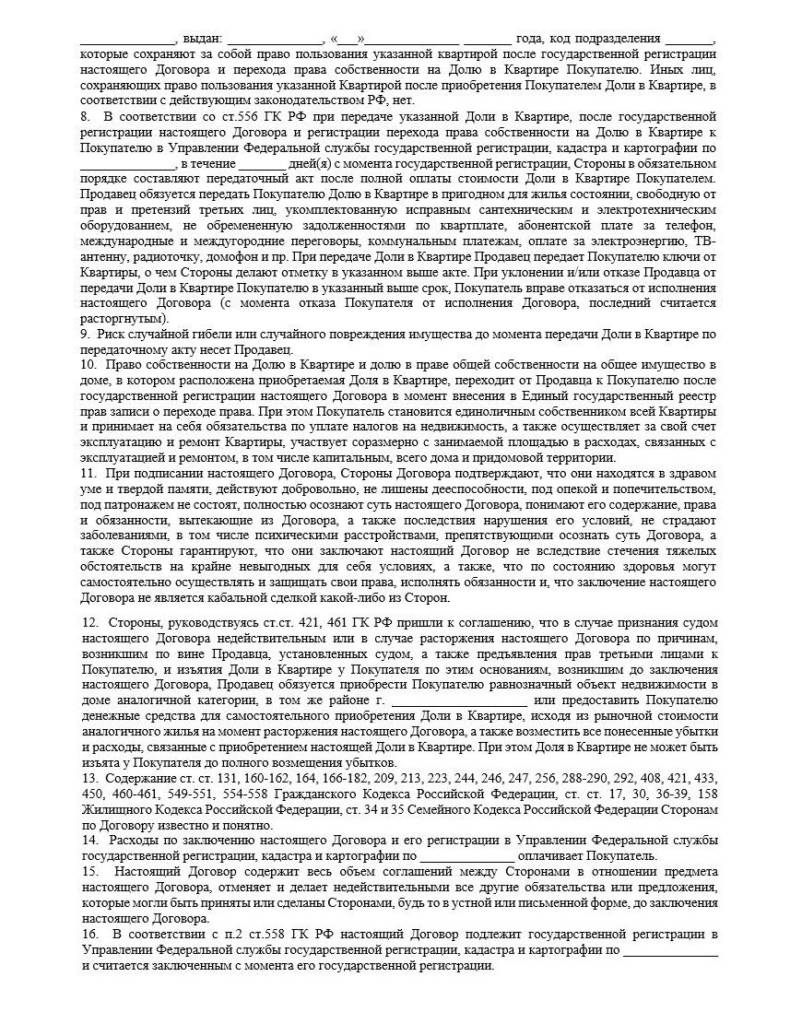 _______________, выдан: _______________, «___»_______________ ________ года, код подразделения ________,
которые сохраняют за собой право пользования указанной квартирой после государственной регистрации
настоящего Договора и перехода права собственности на Долю в Квартире Покупателю. Иных лиц,
сохраняющих право пользования указанной Квартирой после приобретения Покупателем Доли в Квартире, в
соответствии с действующим законодательством РФ, нет.
8. В соответствии со ст.556 ГК РФ при передаче указанной Доли в Квартире, после государственной
регистрации настоящего Договора и регистрации перехода права собственности на Долю в Квартире к
Покупателю в Управлении Федеральной службы государственной регистрации, кадастра и картографии по
_______________, в течение ________ дней(я) с момента государственной регистрации, Стороны в обязательном
порядке составляют передаточный акт после полной оплаты стоимости Доли в Квартире Покупателем.
Продавец обязуется передать Покупателю Долю в Квартире в пригодном для жилья состоянии, свободную от
прав и претензий третьих лиц, укомплектованную исправным сантехническим и электротехническим
оборудованием, не обремененную задолженностями по квартплате, абонентской плате за телефон,
международные и междугородние переговоры, коммунальным платежам, оплате за электроэнергию, ТВ-
антенну, радиоточку, домофон и пр. При передаче Доли в Квартире Продавец передает Покупателю ключи от
Квартиры, о чем Стороны делают отметку в указанном выше акте. При уклонении и/или отказе Продавца от
передачи Доли в Квартире Покупателю в указанный выше срок, Покупатель вправе отказаться от исполнения
настоящего Договора (с момента отказа Покупателя от исполнения Договора, последний считается
расторгнутым).
9. Риск случайной гибели или случайного повреждения имущества до момента передачи Доли в Квартире по
передаточному акту несет Продавец.
10. Право собственности на Долю в Квартире и долю в праве общей собственности на общее имущество в
доме, в котором расположена приобретаемая Доля в Квартире, переходит от Продавца к Покупателю после
государственной регистрации настоящего Договора в момент внесения в Единый государственный реестр
прав записи о переходе права. При этом Покупатель становится единоличным собственником всей Квартиры
и принимает на себя обязательства по уплате налогов на недвижимость, а также осуществляет за свой счет
эксплуатацию и ремонт Квартиры, участвует соразмерно с занимаемой площадью в расходах, связанных с
эксплуатацией и ремонтом, в том числе капитальным, всего дома и придомовой территории.
11. При подписании настоящего Договора, Стороны Договора подтверждают, что они находятся в здравом
уме и твердой памяти, действуют добровольно, не лишены дееспособности, под опекой и попечительством,
под патронажем не состоят, полностью осознают суть настоящего Договора, понимают его содержание, права
и обязанности, вытекающие из Договора, а также последствия нарушения его условий, не страдают
заболеваниями, в том числе психическими расстройствами, препятствующими осознать суть Договора, а
также Стороны гарантируют, что они заключают настоящий Договор не вследствие стечения тяжелых
обстоятельств на крайне невыгодных для себя условиях, а также, что по состоянию здоровья могут
самостоятельно осуществлять и защищать свои права, исполнять обязанности и, что заключение настоящего
Договора не является кабальной сделкой какой-либо из Сторон.
12. Стороны, руководствуясь ст.ст. 421, 461 ГК РФ пришли к соглашению, что в случае признания судом
настоящего Договора недействительным или в случае расторжения настоящего Договора по причинам,
возникшим по вине Продавца, установленных судом, а также предъявления прав третьими лицами к
Покупателю, и изъятия Доли в Квартире у Покупателя по этим основаниям, возникшим до заключения
настоящего Договора, Продавец обязуется приобрести Покупателю равнозначный объект недвижимости в
доме аналогичной категории, в том же районе г. _____________________ или предоставить Покупателю
денежные средства для самостоятельного приобретения Доли в Квартире, исходя из рыночной стоимости
аналогичного жилья на момент расторжения настоящего Договора, а также возместить все понесенные убытки
и расходы, связанные с приобретением настоящей Доли в Квартире. При этом Доля в Квартире не может быть
изъята у Покупателя до полного возмещения убытков.
13. Содержание ст. ст. 131, 160-162, 164, 166-182, 209, 213, 223, 244, 246, 247, 256, 288-290, 292, 408, 421, 433,
450, 460-461, 549-551, 554-558 Гражданского Кодекса Российской Федерации, ст. ст. 17, 30, 36-39, 158
Жилищного Кодекса Российской Федерации, ст. 34 и 35 Семейного Кодекса Российской Федерации Сторонам
по Договору известно и понятно.
14. Расходы по заключению настоящего Договора и его регистрации в Управлении Федеральной службы
государственной регистрации, кадастра и картографии по _______________ оплачивает Покупатель.
15. Настоящий Договор содержит весь объем соглашений между Сторонами в отношении предмета
настоящего Договора, отменяет и делает недействительными все другие обязательства или предложения,
которые могли быть приняты или сделаны Сторонами, будь то в устной или письменной форме, до заключения
настоящего Договора.
16. В соответствии с п.2 ст.558 ГК РФ настоящий Договор подлежит государственной регистрации в
Управлении Федеральной службы государственной регистрации, кадастра и картографии по _______________
и считается заключенным с момента его государственной регистрации.